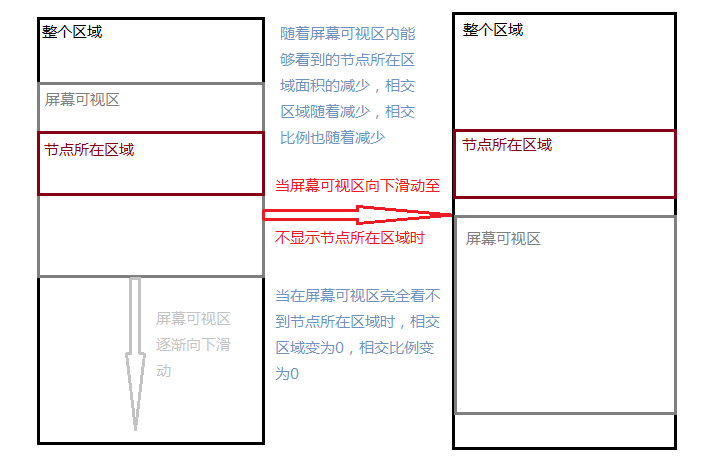 整个区域
屏幕可视区
节点所在区域
屏幕可视区
逐渐向下滑
动
随着屏幕可视区内能
够看到的节点所在区
域面积的减少，相交
区域随着减少，相交
比例也随着减少
当屏幕可视区向下滑动至
不显示节点所在区域时
当在屏幕可视区完全看不
到节点所在区域时，相交
区域变为0，相交比例变
为0
整个区域
节点所在区域
屏幕可视区